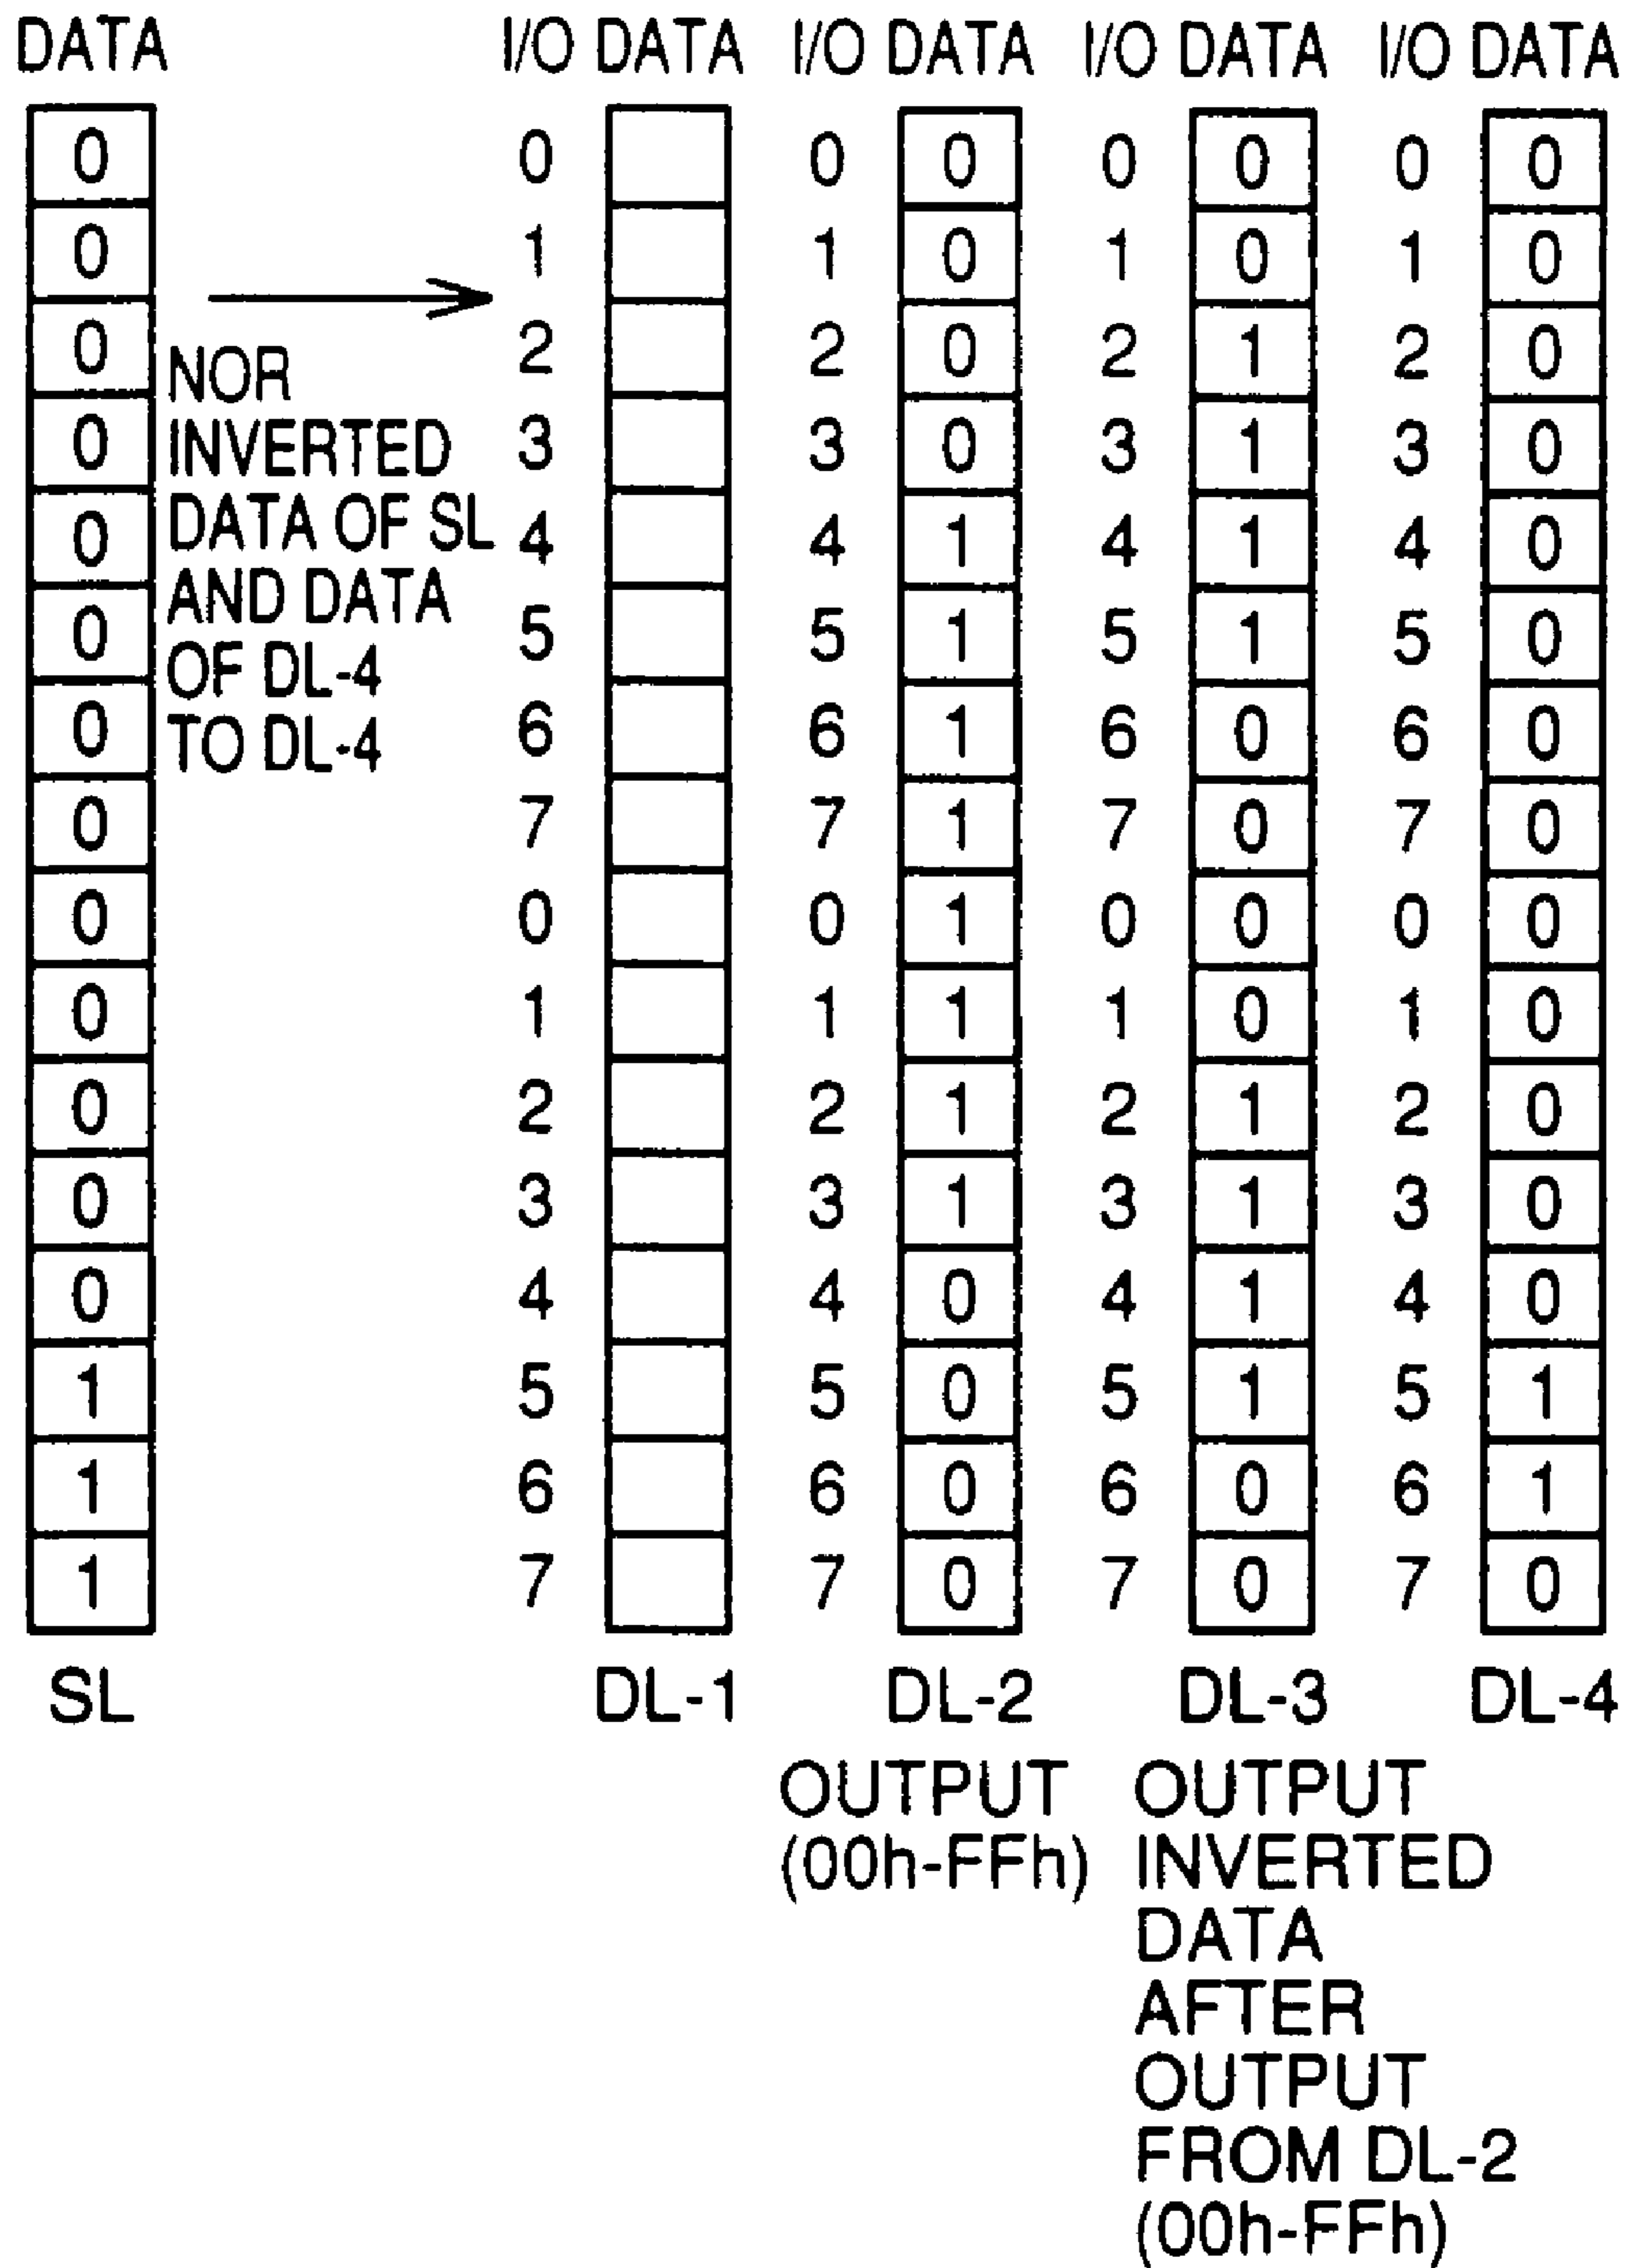 DATA I/O DATA I/O DATA I/O DATA I/O DATA
0 0 0 0 0 0 0 0
0 1 1 0 1 0 1 0
0 2 2 0 2 1 2 0
0 3 3 0 3 1 3 0
0 4 4 1 4 1 4 0
0 5 5 1 5 1 5 0
0 6 6 1 6 0 6 0
0 7 7 1 7 0 7 0
0 0 0 1 0 0 0 0
0 1 1 1 1 0 1 0
0 2 2 1 2 1 2 0
0 3 3 1 3 1 3 0
0 4 4 0 4 1 4 0
1 5 5 0 5 1 5 1
1 6 6 0 6 0 6 1
1 7 7 0 7 0 7 0
NOR
INVERTED
DATA OF SL
AND DATA
OF DL-4
TO DL-4
SL DL-1 DL-2 DL-3 DL-4
OUTPUT
(00h-FFh)
OUTPUT
INVERTED
DATA
AFTER
OUTPUT
FROM DL-2
(00h-FFh)